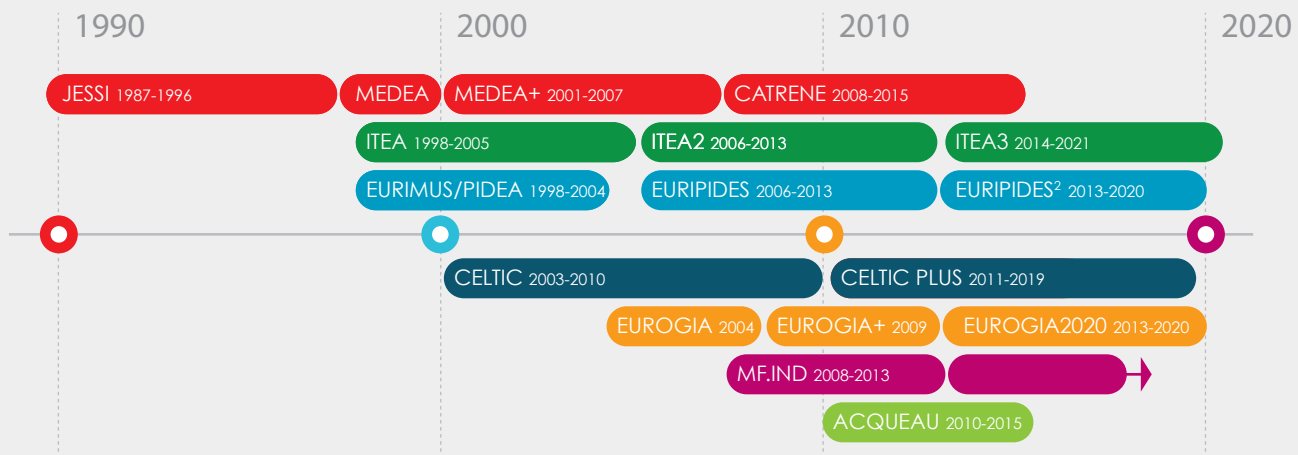 1990 2000 2010 2020
JESSI 1987-1996 MEDEA MEDEA+ 2001-2007 CATRENE 2008-2015
ITEA 1998-2005 ITEA2 2006-2013 ITEA3 2014-2021
EURIMUS/PIDEA 1998-2004 EURIPIDES 2006-2013 EURIPIDES² 2013-2020
CELTIC 2003-2010 CELTIC PLUS 2011-2019
EUROGIA 2004 EUROGIA+ 2009 EUROGIA2020 2013-2020
MF.IND 2008-2013
ACQUEAU 2010-2015